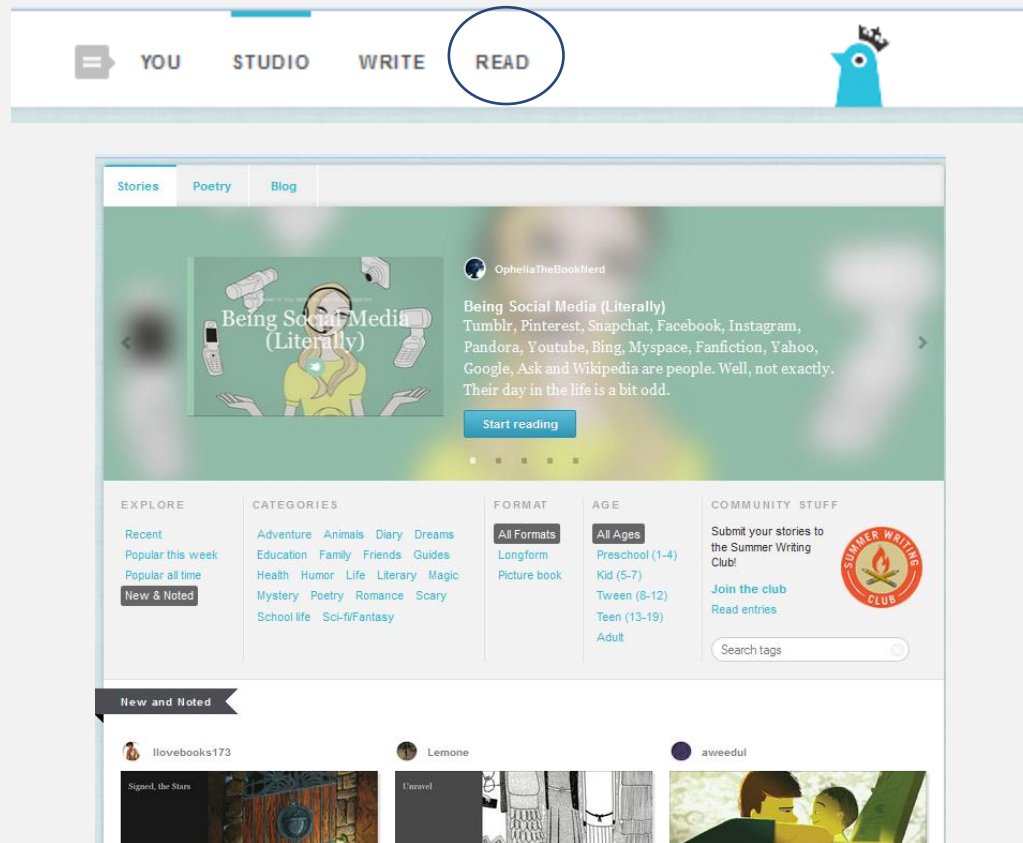 YOU STUDIO WRITE READ
Stories Poetry Blog
OpheliaTheBookNerd
Being Social Media
(Literally)
Being Social Media (Literally)
Tumblr, Pinterest, Snapchat, Facebook, Instagram,
Pandora, Youtube, Bing, Myspace, Fanfiction, Yahoo,
Google, Ask and Wikipedia are people. Well, not exactly.
Their day in the life is a bit odd.
Start reading
EXPLORE
Recent
Popular this week
Popular all time
New & Noted
CATEGORIES
Adventure Animals Diary Dreams
Education Family Friends Guides
Health Humor Life Literary Magic
Mystery Poetry Romance Scary
School life Sci-fi/Fantasy
FORMAT
All Formats
Longform
Picture book
AGE
All Ages
Preschool (1-4)
Kid (5-7)
Tween (8-12)
Teen (13-19)
Adult
COMMUNITY STUFF
Submit your stories to
the Summer Writing
Club!
Join the club
Read entries
SUMMER WRITING
CLUB
Search tags
New and Noted
Ilovebooks173
Lemone
aweedul
Signed, the Stars
Unravel